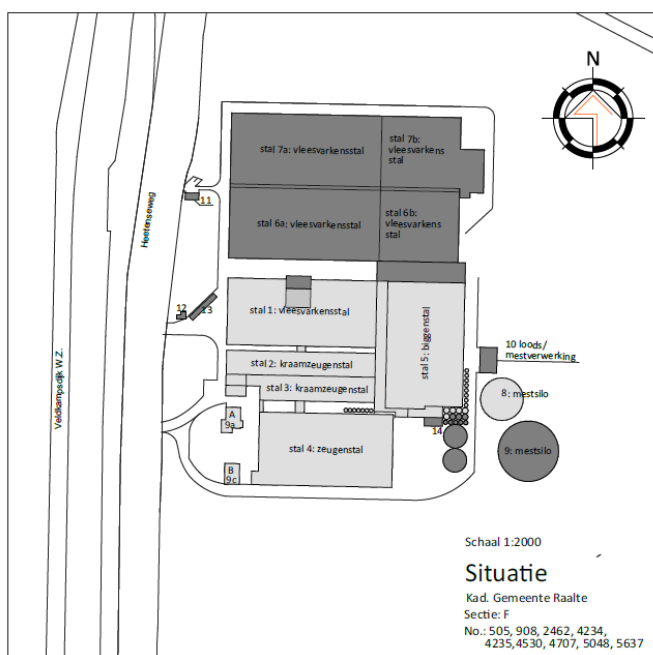 N
stal 7a: vleesvarkensstal
stal 7b:
vleesvarkens
stal
11
Heetenseweg
stal 6a: vleesvarkensstal
stal 6b:
vleesvarkens
stal
12
13
stal 1: vleesvarkensstal
stal 5: biggenstal
10 loods/
mestverwerking
stal 2: kraamzeugenstal
Veldkampsdijk W.Z.
stal 3: kraamzeugenstal
8: mestsilo
A
9a
14
stal 4: zeugenstal
9: mestsilo
B
9c
Schaal 1:2000
Situatie
Kad. Gemeente Raalte
Sectie: F
No.: 505, 908, 2462, 4234,
4235,4530, 4707, 5048, 5637